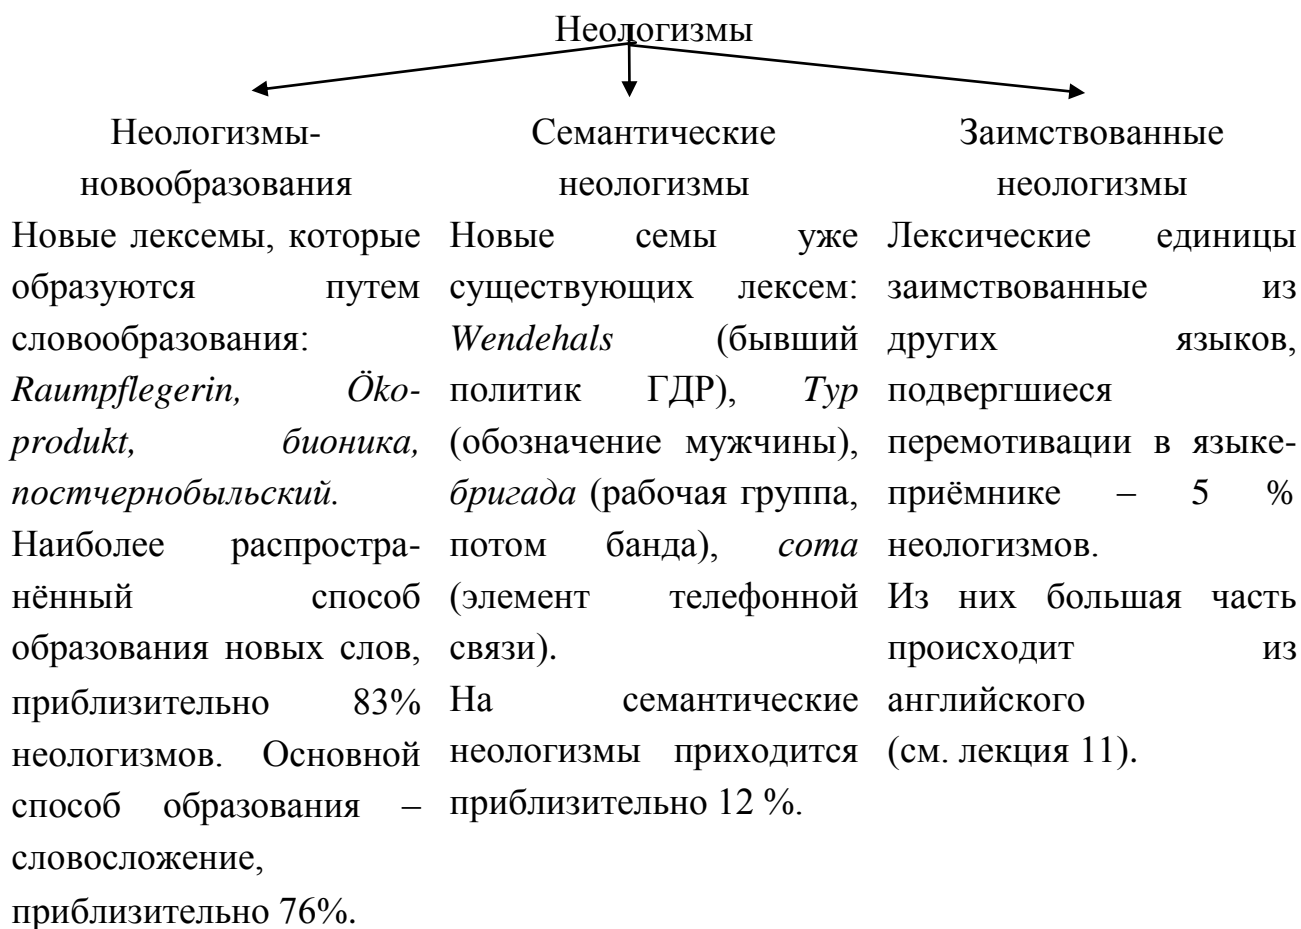 Неологизмы
Неологизмы-
новообразования
Новые лексемы, которые
образуются путем
словообразования:
Raumpflegerin, Öko-
produkt, бионика,
постчернобыльский.
Наиболее распростра-
нённый способ
образования новых слов,
приблизительно 83%
неологизмов. Основной
способ образования –
словосложение,
приблизительно 76%.
Семантические
неологизмы
Новые семы уже
существующих лексем:
Wendehals (бывший
политик ГДР), Typ
(обозначение мужчины),
бригада (рабочая группа,
потом банда), сота
(элемент телефонной
связи).
На семантические
неологизмы приходится
приблизительно 12 %.
Заимствованные
неологизмы
Лексические единицы
заимствованные из
других языков,
подвергшиеся
перемотивации в языке-
приёмнике – 5 %
неологизмов.
Из них большая часть
происходит из
английского
(см. лекция 11).